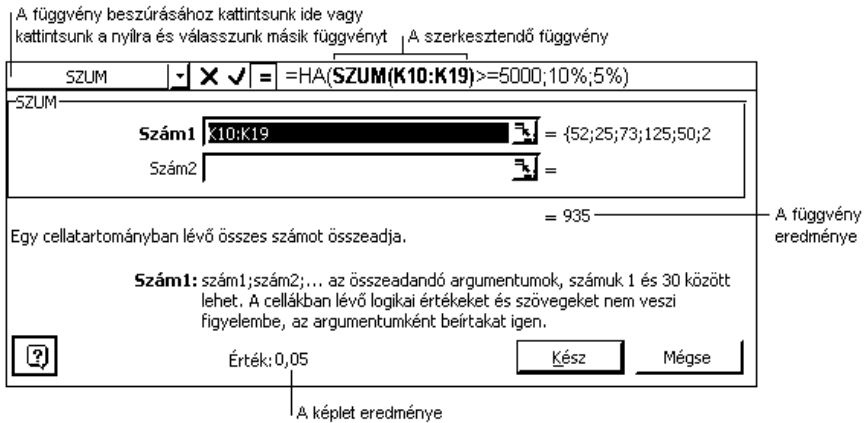 A függvény beszúrásához kattintsunk ide vagy
kattintsunk a nyílra és válasszunk másik függvényt
A szerkesztendő függvény
SZUM
=
=HA(SZUM(K10:K19)>=5000;10%;5%)
SZUM
Szám1 K10:K19 = {52;25;73;125;50;2
Szám2 =
= 935
A függvény
eredménye
Egy cellatartományban lévő összes számot összeadja.
Szám1: szám1;szám2;... az összeadandó argumentumok, számuk 1 és 30 között
lehet. A cellákban lévő logikai értékeket és szövegeket nem veszi
figyelembe, az argumentumként beírtakat igen.
?
Érték:0,05
Kész
Mégse
A képlet eredménye